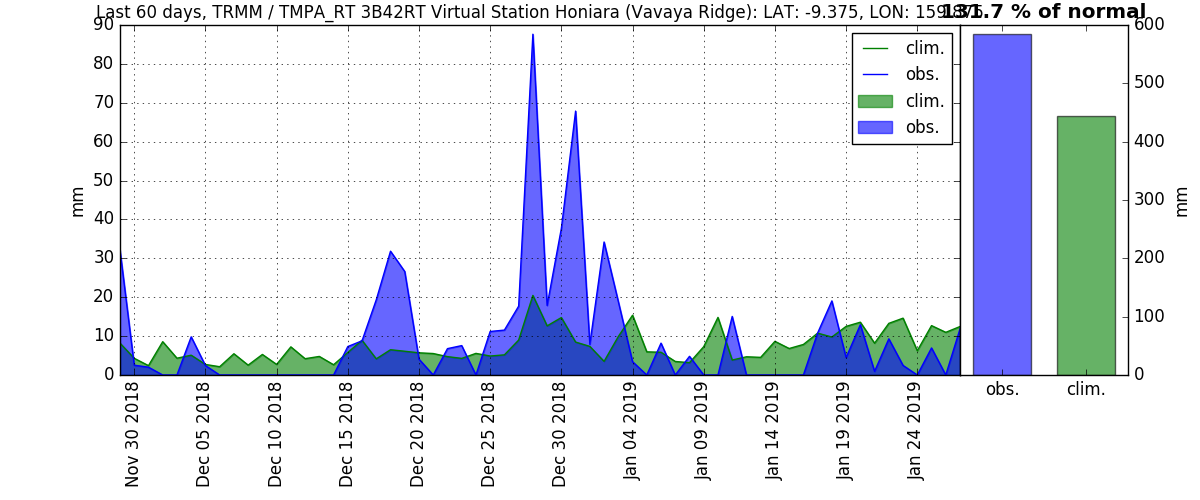 Last 60 days, TRMM / TMPA_RT 3B42RT Virtual Station Honiara (Vavaya Ridge): LAT: -9.375, LON:
131.7 % of normal
90
80
70
60
50
40
30
20
10
0
mm
clim.
obs.
clim.
obs.
600
500
400
300
200
100
0
mm
obs.
clim.
Nov 30 2018
Dec 05 2018
Dec 10 2018
Dec 15 2018
Dec 20 2018
Dec 25 2018
Dec 30 2018
Jan 04 2019
Jan 09 2019
Jan 14 2019
Jan 19 2019
Jan 24 2019